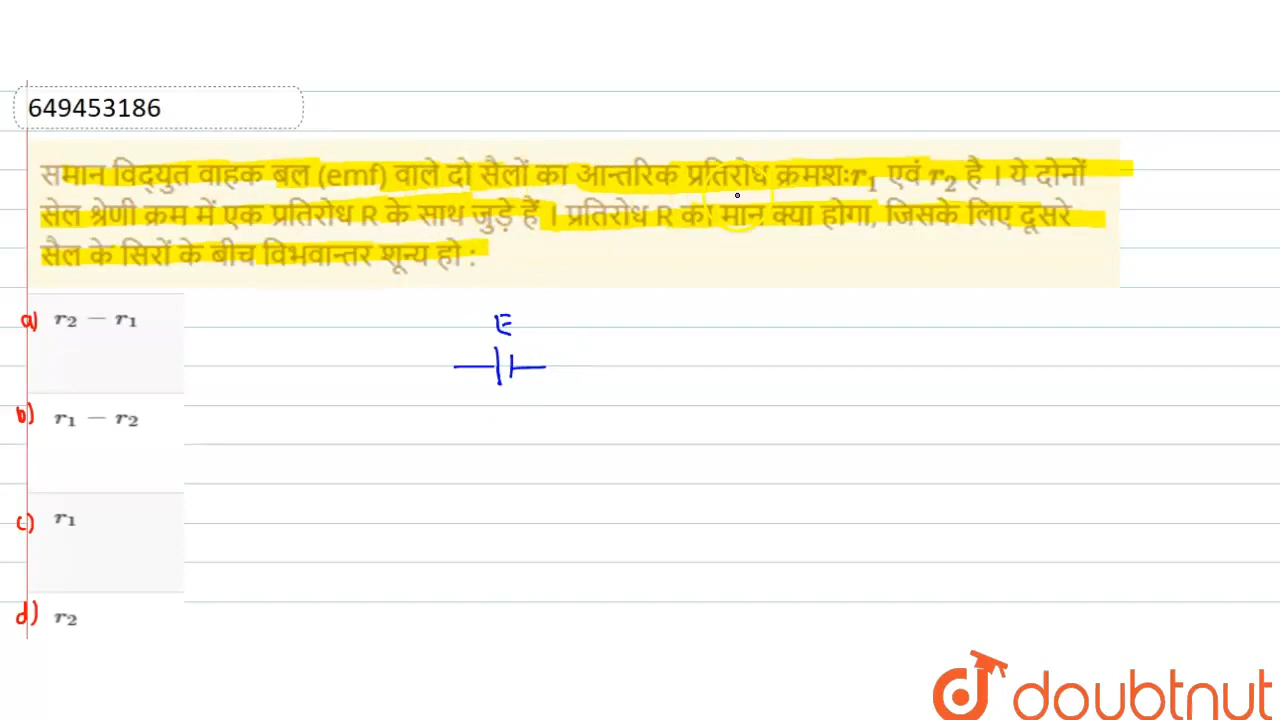 649453186
समान विद्युत वाहक बल (emf) वाले दो सैलों का आन्तरिक प्रतिरोध क्रमशः r₁ एवं r₂ है । ये दोनों
सेल श्रेणी क्रम में एक प्रतिरोध R के साथ जुड़े हैं । प्रतिरोध R का मान क्या होगा, जिसके लिए दूसरे
सैल के सिरों के बीच विभवान्तर शून्य हो :
a) r₂ − r₁
E
b) r₁ − r₂
c) r₁
d) r₂
doubtnut